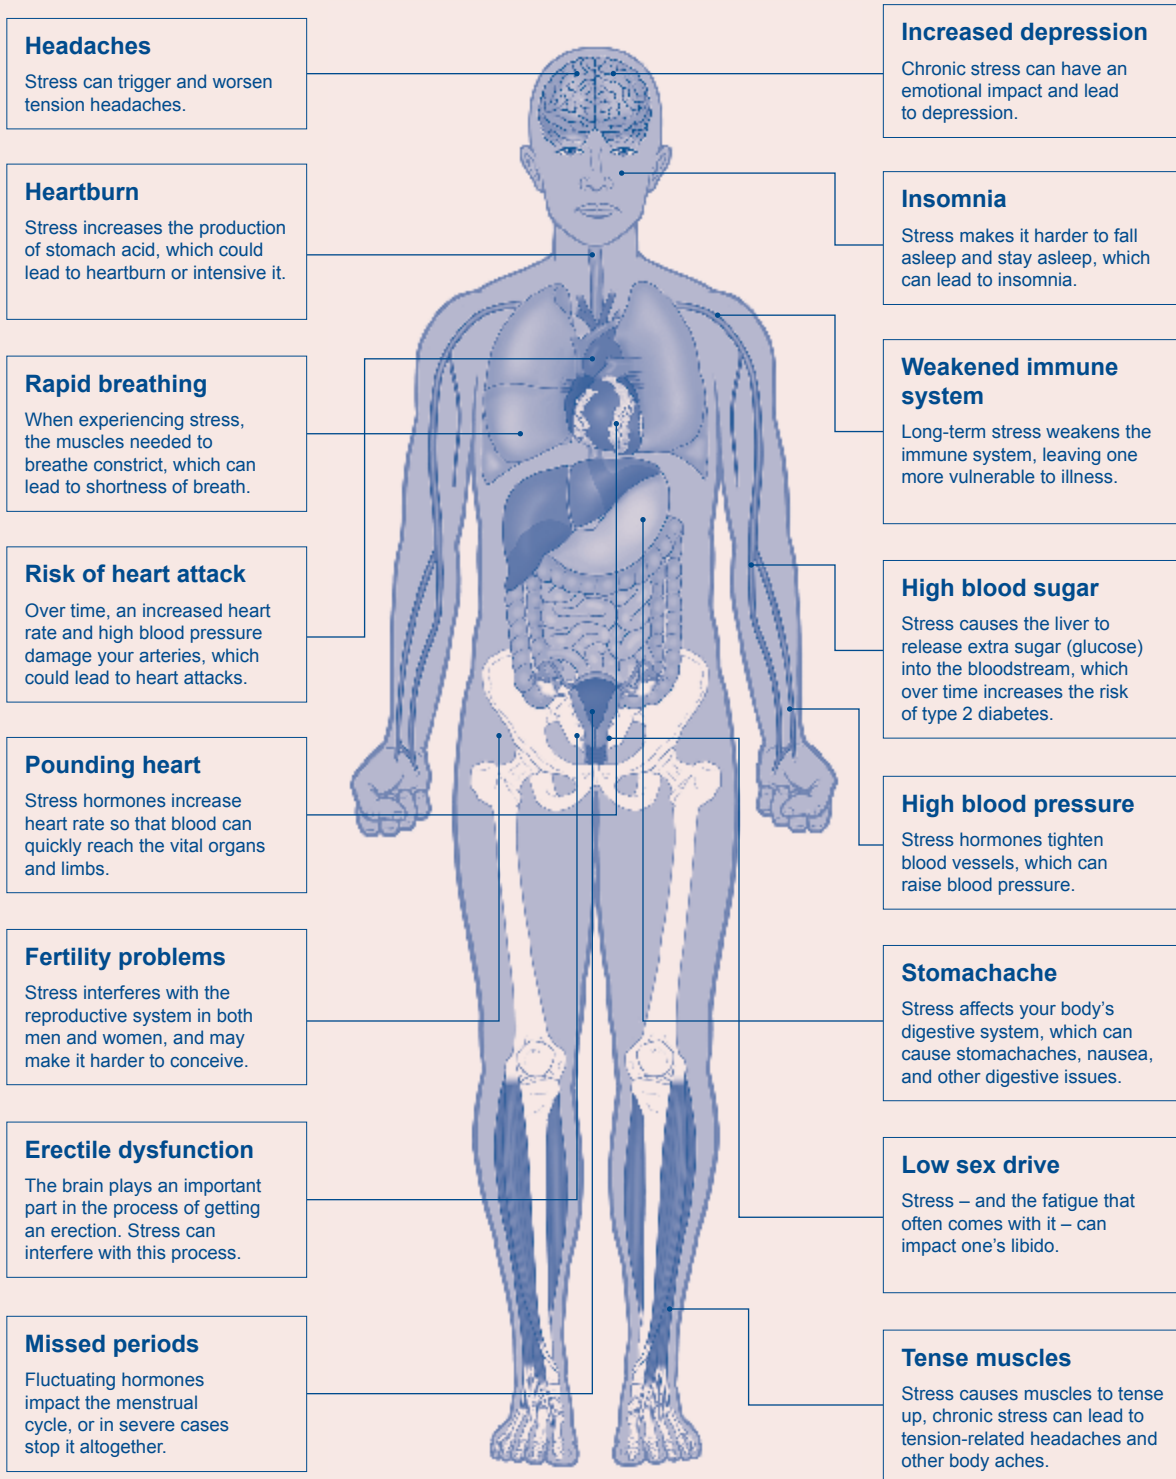 Headaches
Stress can trigger and worsen
tension headaches.
Heartburn
Stress increases the production
of stomach acid, which could
lead to heartburn or intensive it.
Rapid breathing
When experiencing stress,
the muscles needed to
breathe constrict, which can
lead to shortness of breath.
Risk of heart attack
Over time, an increased heart
rate and high blood pressure
damage your arteries, which
could lead to heart attacks.
Pounding heart
Stress hormones increase
heart rate so that blood can
quickly reach the vital organs
and limbs.
Fertility problems
Stress interferes with the
reproductive system in both
men and women, and may
make it harder to conceive.
Erectile dysfunction
The brain plays an important
part in the process of getting
an erection. Stress can
interfere with this process.
Missed periods
Fluctuating hormones
impact the menstrual
cycle, or in severe cases
stop it altogether.
Increased depression
Chronic stress can have an
emotional impact and lead
to depression.
Insomnia
Stress makes it harder to fall
asleep and stay asleep, which
can lead to insomnia.
Weakened immune
system
Long-term stress weakens the
immune system, leaving one
more vulnerable to illness.
High blood sugar
Stress causes the liver to
release extra sugar (glucose)
into the bloodstream, which
over time increases the risk
of type 2 diabetes.
High blood pressure
Stress hormones tighten
blood vessels, which can
raise blood pressure.
Stomachache
Stress affects your body’s
digestive system, which can
cause stomachaches, nausea,
and other digestive issues.
Low sex drive
Stress – and the fatigue that
often comes with it – can
impact one’s libido.
Tense muscles
Stress causes muscles to tense
up, chronic stress can lead to
tension-related headaches and
other body aches.